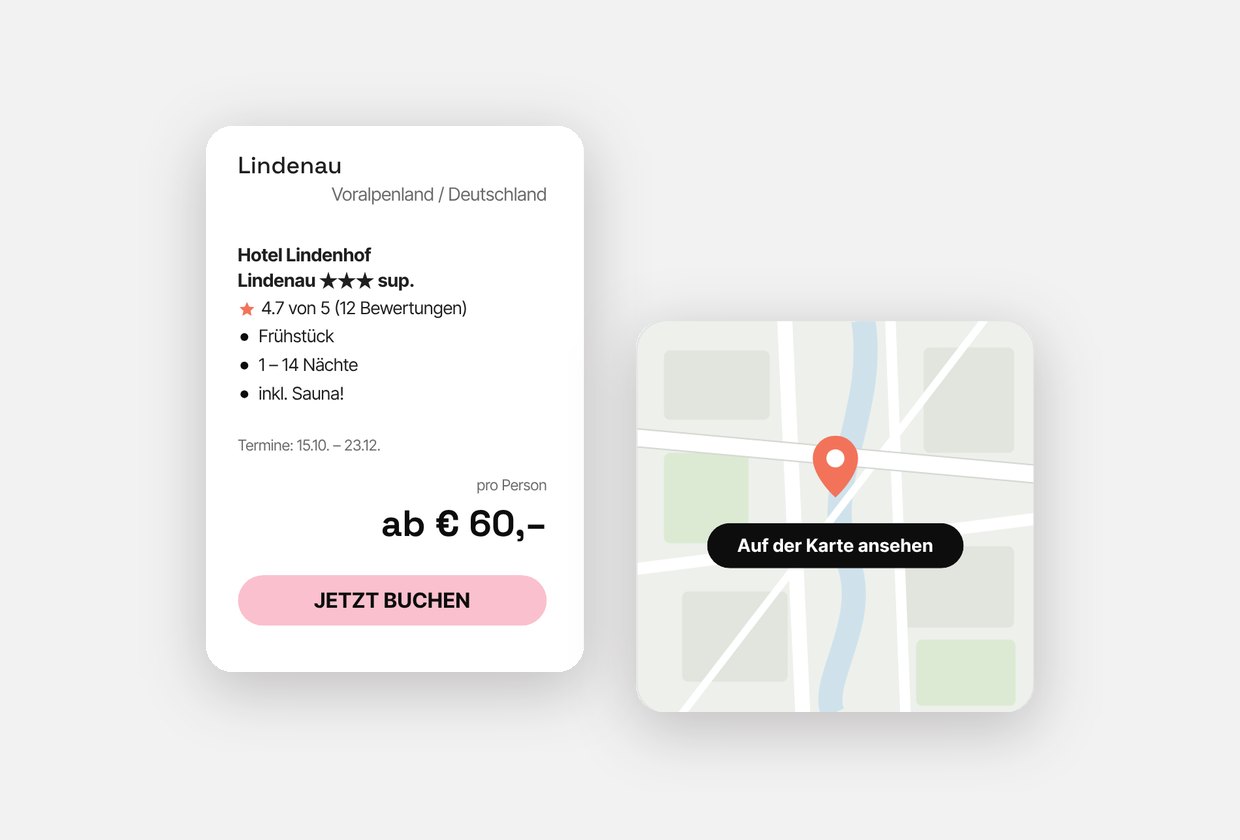 Lindenau
Voralpenland / Deutschland
Hotel Lindenhof
Lindenau ★★★ sup.
★ 4.7 von 5 (12 Bewertungen)
● Frühstück
● 1 – 14 Nächte
● inkl. Sauna!
Termine: 15.10. – 23.12.
pro Person
ab € 60,–
JETZT BUCHEN
Auf der Karte ansehen